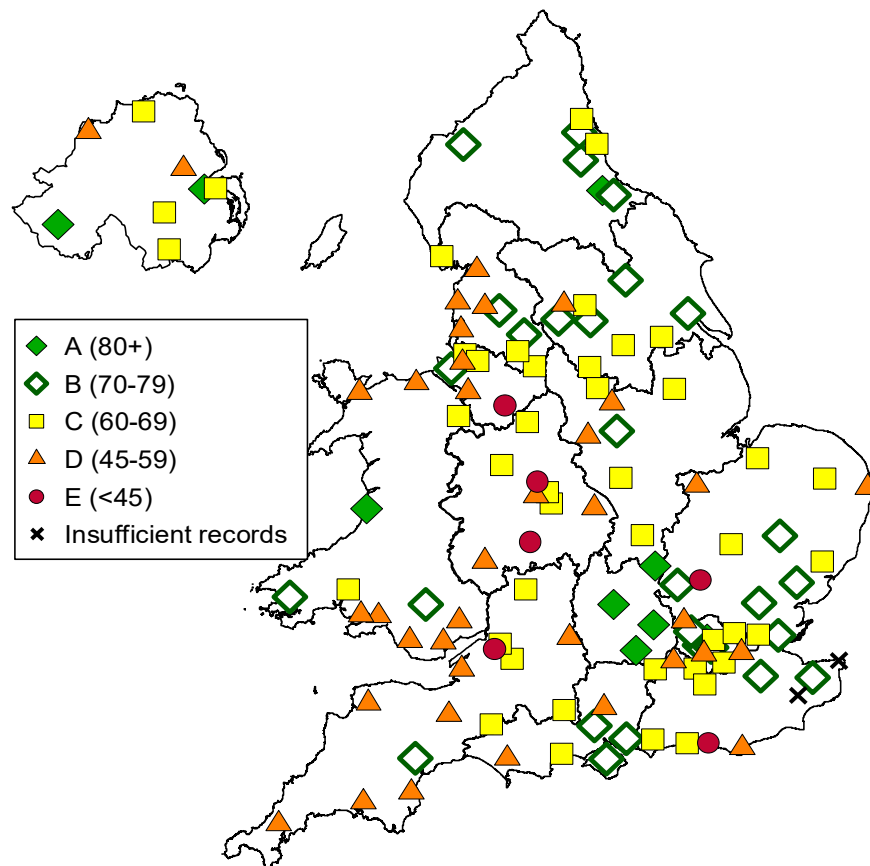 A (80+)
B (70-79)
C (60-69)
D (45-59)
E (<45)
Insufficient records